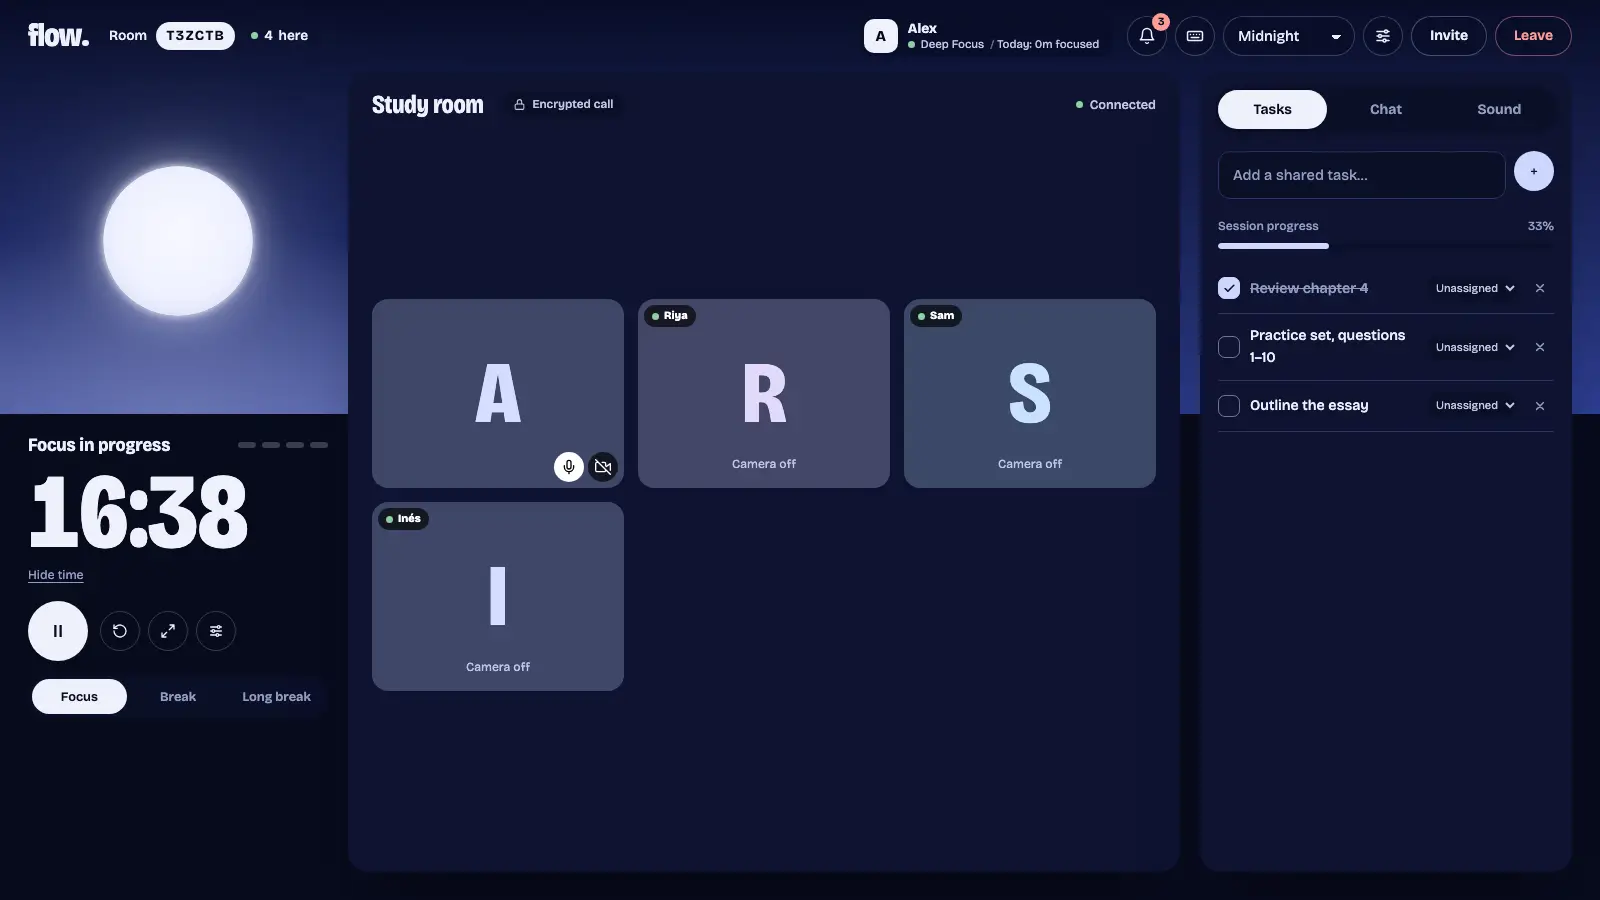 flow.
Room T3ZCTB 4 here
A
Alex
Deep Focus / Today: 0m focused
3
Midnight
Invite
Leave
Focus in progress
16:38
Hide time
Focus Break Long break
Study room
Encrypted call
Connected
A
Riya
R
Camera off
Sam
S
Camera off
Inés
I
Camera off
Tasks Chat Sound
Add a shared task...
+
Session progress 33%
Review chapter 4 Unassigned
Practice set, questions
1–10 Unassigned
Outline the essay Unassigned